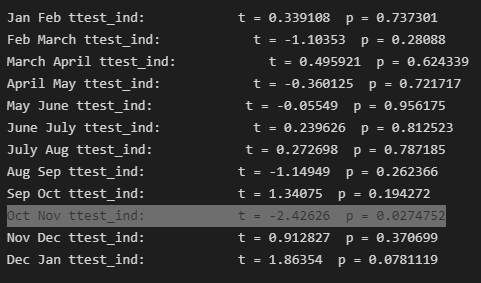 Jan Feb ttest_ind: t = 0.339108 p = 0.737301
Feb March ttest_ind: t = -1.10353 p = 0.28088
March April ttest_ind: t = 0.495921 p = 0.624339
April May ttest_ind: t = -0.360125 p = 0.721717
May June ttest_ind: t = -0.05549 p = 0.956175
June July ttest_ind: t = 0.239626 p = 0.812523
July Aug ttest_ind: t = 0.272698 p = 0.787185
Aug Sep ttest_ind: t = -1.14949 p = 0.262366
Sep Oct ttest_ind: t = 1.34075 p = 0.194272
Oct Nov ttest_ind: t = -2.42626 p = 0.0274752
Nov Dec ttest_ind: t = 0.912827 p = 0.370699
Dec Jan ttest_ind: t = 1.86354 p = 0.0781119